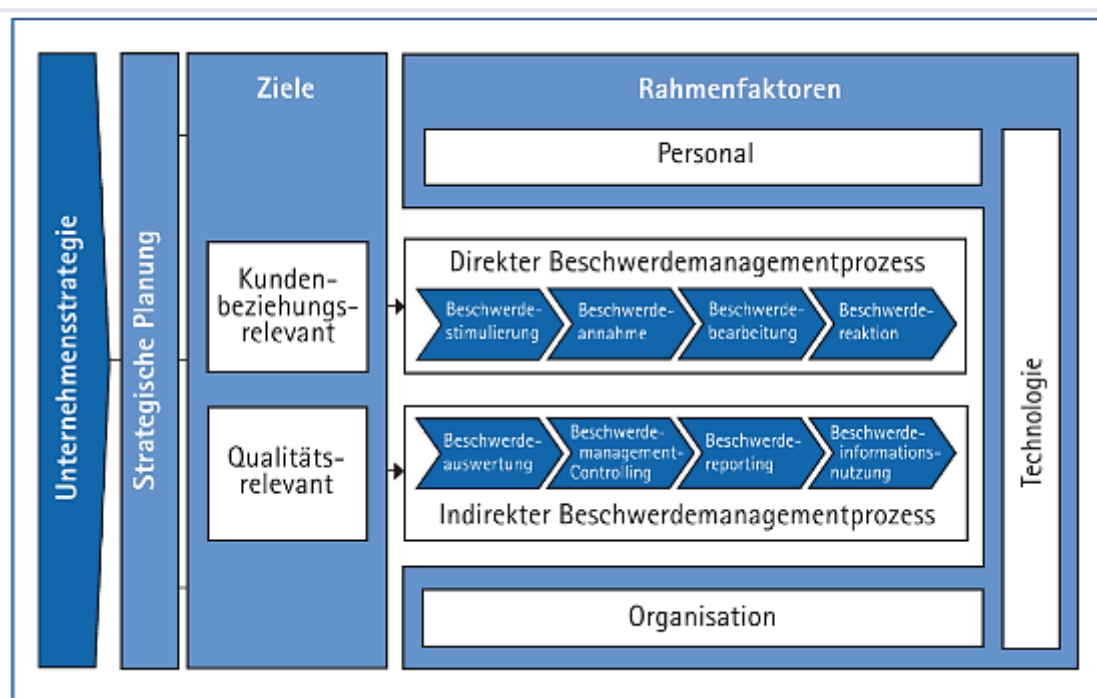 Unternehmensstrategie
Strategische Planung
Ziele
Kunden-
beziehungs-
relevant
Qualitäts-
relevant
Rahmenfaktoren
Personal
Direkter Beschwerdemanagementprozess
Beschwerde-
stimulierung
Beschwerde-
annahme
Beschwerde-
bearbeitung
Beschwerde-
reaktion
Beschwerde-
auswertung
Beschwerde-
management-
Controlling
Beschwerde-
reporting
Beschwerde-
informations-
nutzung
Indirekter Beschwerdemanagementprozess
Organisation
Technologie